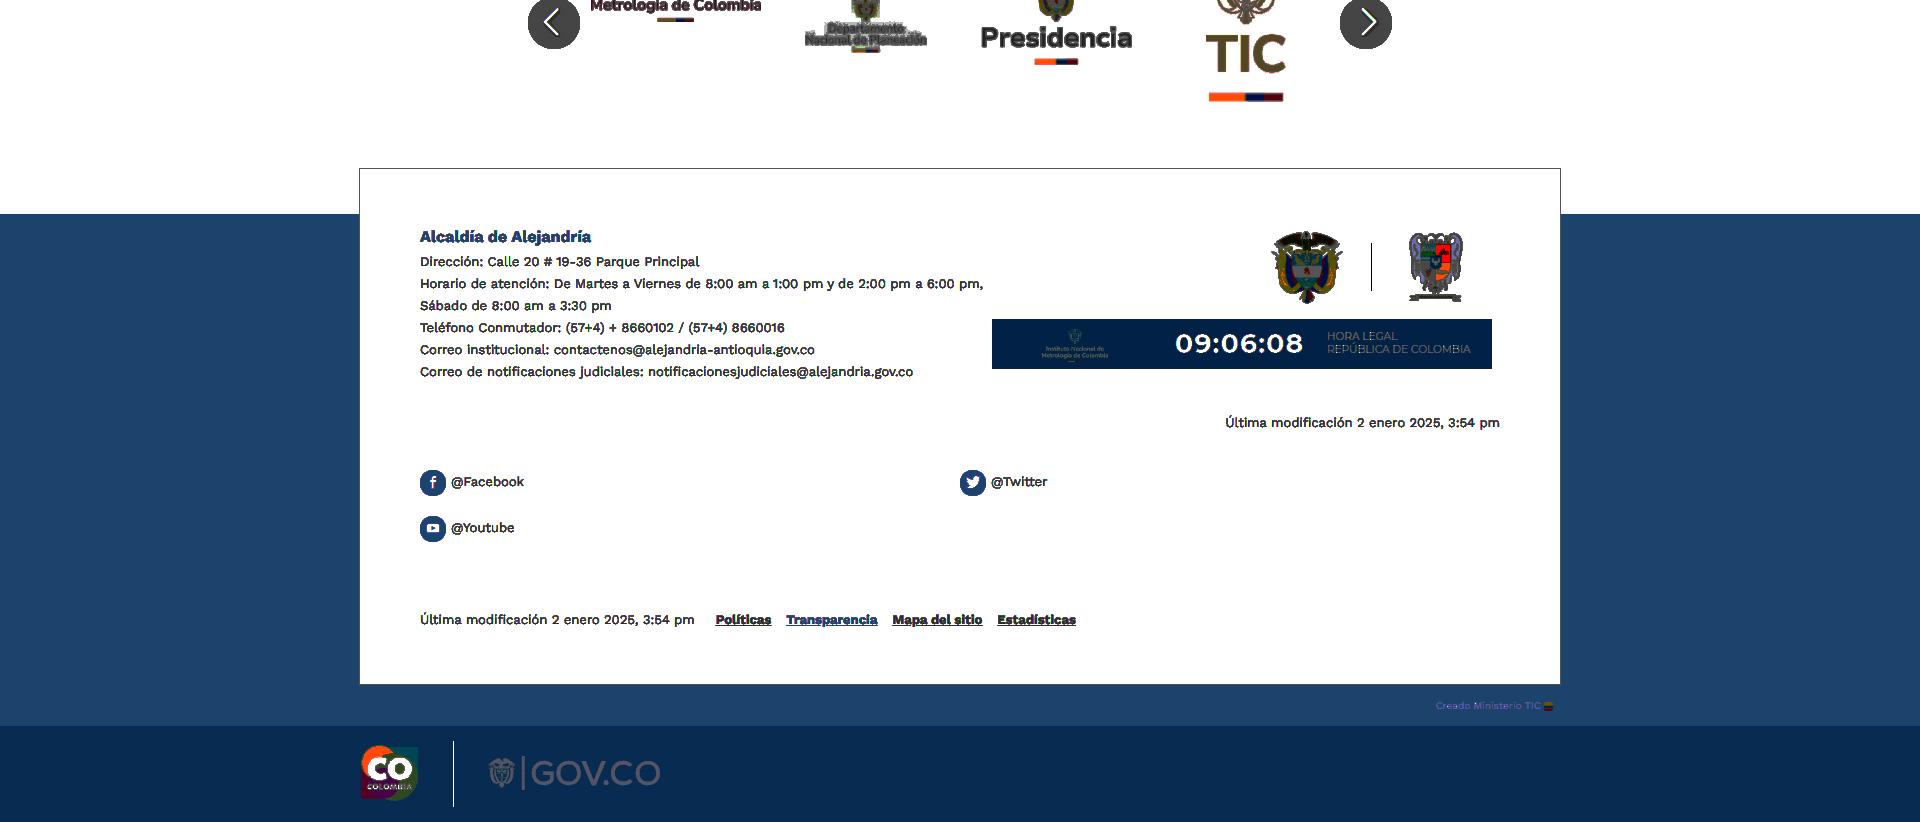 Metrología de Colombia
Departamento
Nacional de Planeación
Presidencia
TIC
Alcaldía de Alejandría
Dirección: Calle 20 # 19-36 Parque Principal
Horario de atención: De Martes a Viernes de 8:00 am a 1:00 pm y de 2:00 pm a 6:00 pm,
Sábado de 8:00 am a 3:30 pm
Teléfono Conmutador: (57+4) + 8660102 / (57+4) 8660016
Correo institucional: contactenos@alejandria-antioquia.gov.co
Correo de notificaciones judiciales: notificacionesjudiciales@alejandria.gov.co
Instituto Nacional de
Metrología de Colombia
09:06:08
HORA LEGAL
REPÚBLICA DE COLOMBIA
Última modificación 2 enero 2025, 3:54 pm
@Facebook
@Twitter
@Youtube
Última modificación 2 enero 2025, 3:54 pm Políticas Transparencia Mapa del sitio Estadísticas
Creado Ministerio TIC
CO
COLOMBIA
GOV.CO